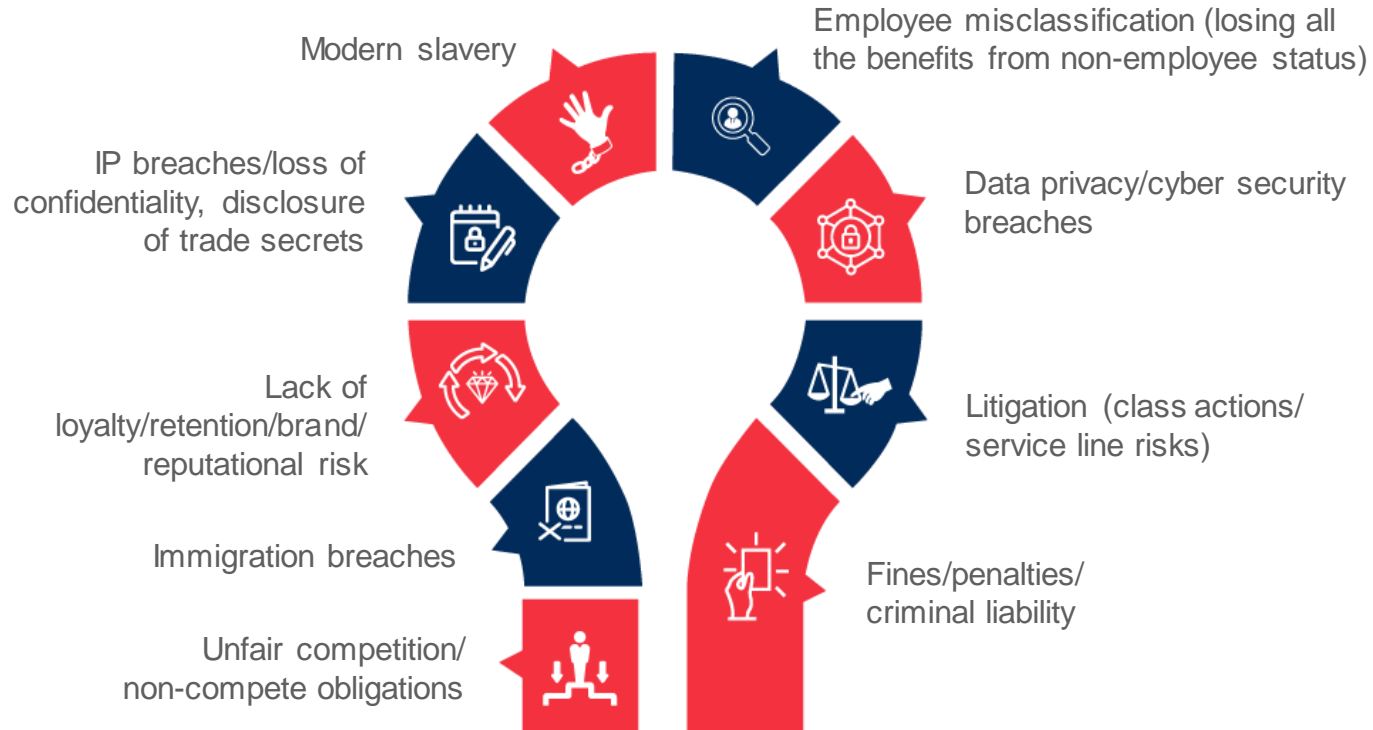 Modern slavery
Employee misclassification (losing all
the benefits from non-employee status)
IP breaches/loss of
confidentiality, disclosure
of trade secrets
Data privacy/cyber security
breaches
Lack of
loyalty/retention/brand/
reputational risk
Litigation (class actions/
service line risks)
Immigration breaches
Fines/penalties/
criminal liability
Unfair competition/
non-compete obligations